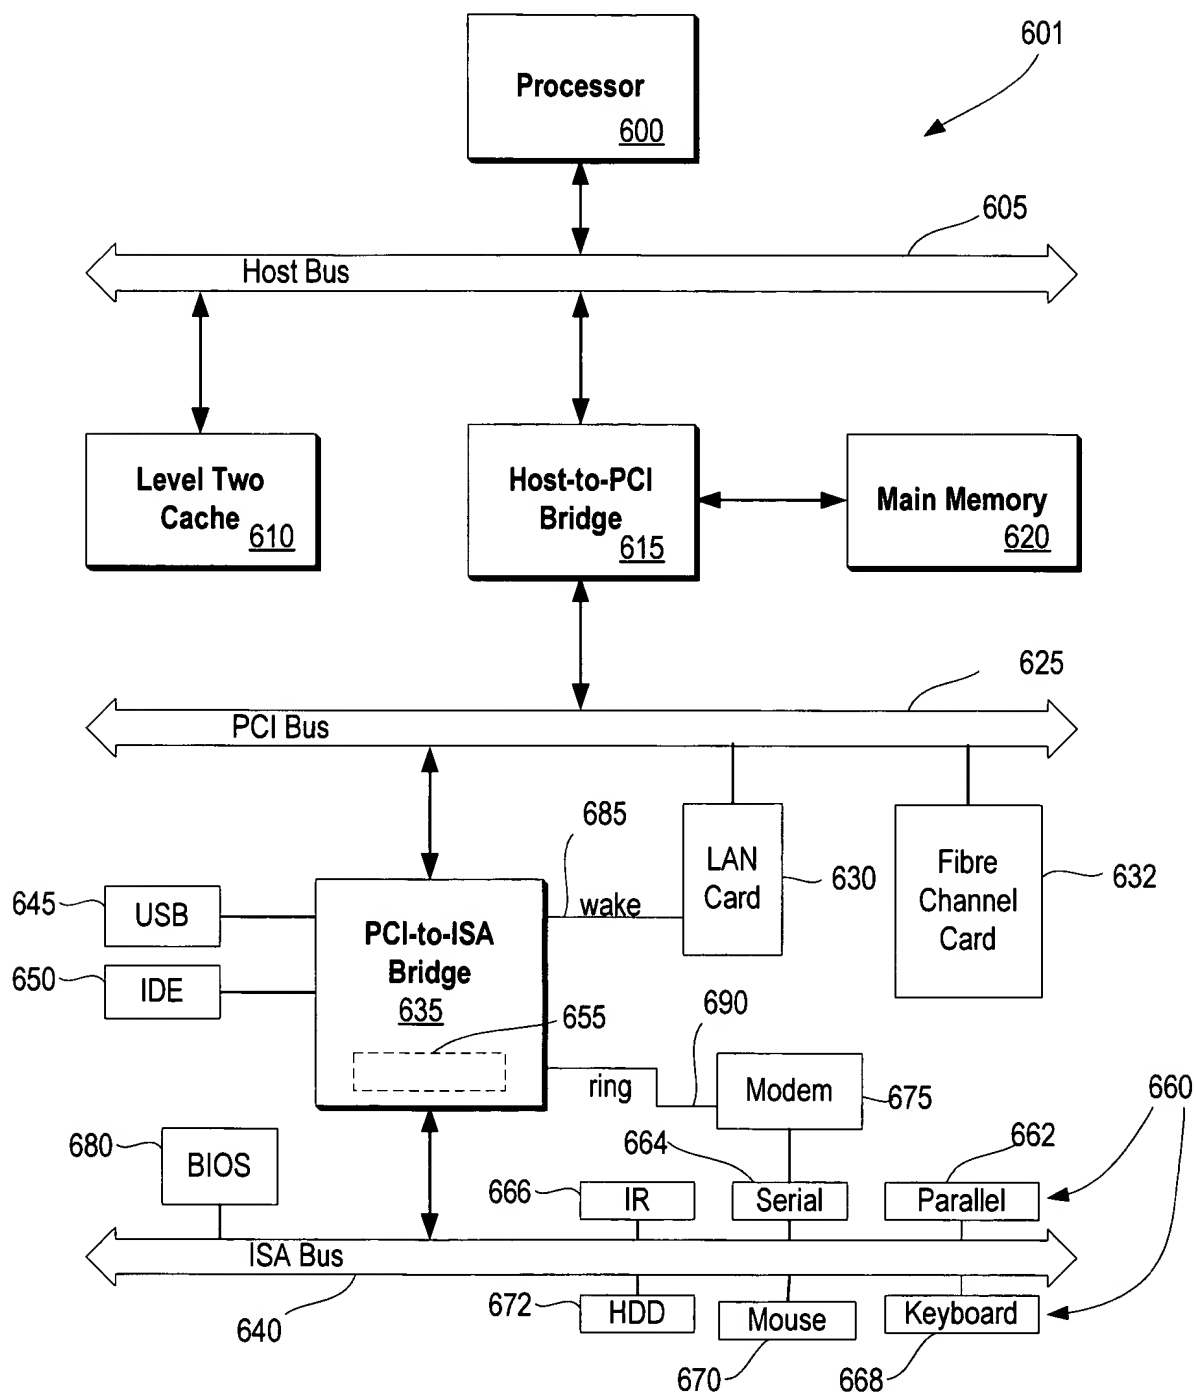 601
Processor
600
605
Host Bus
Level Two
Cache
610
Host-to-PCI
Bridge
615
Main Memory
620
625
PCI Bus
685
LAN
Card
630
Fibre
Channel
Card
632
645
USB
wake
PCI-to-ISA
Bridge
635
650
IDE
655
690
ring
Modem
675
660
680
BIOS
664
662
666
IR
Serial
Parallel
ISA Bus
672
HDD
Mouse
Keyboard
640
670
668